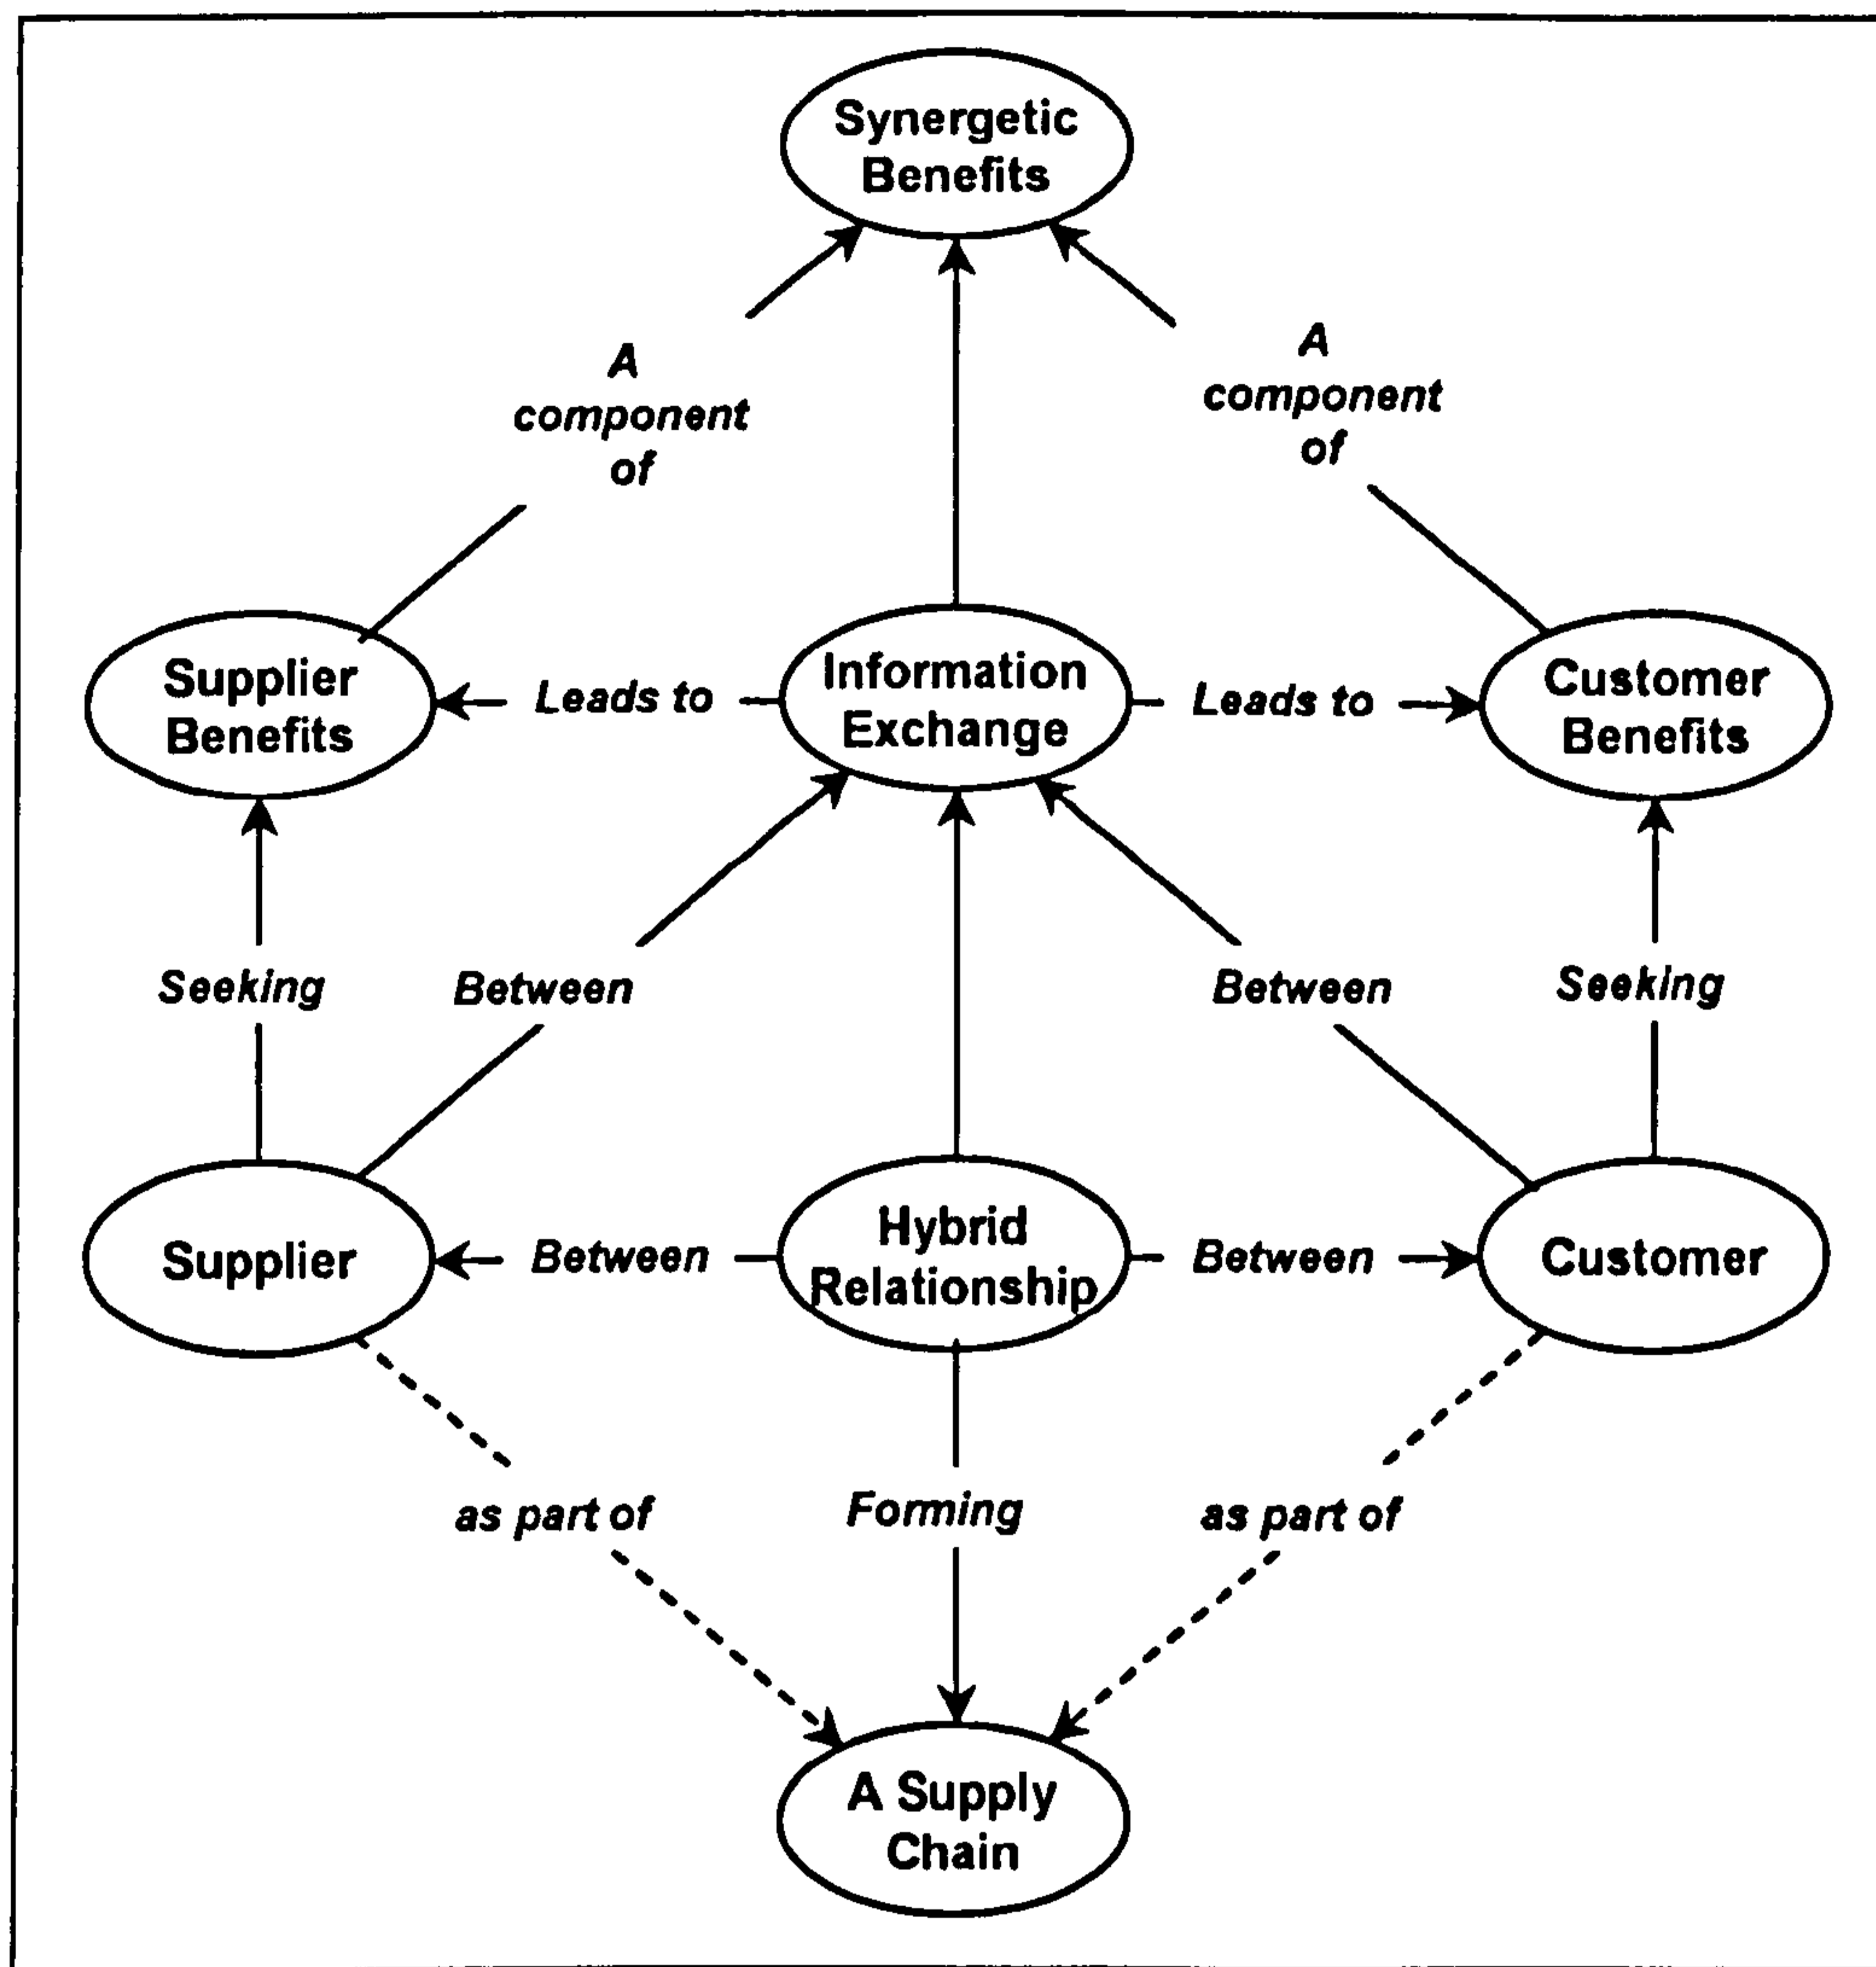 Synergetic
Benefits
A
component
of
A
component
of
Supplier
Benefits
Leads to
Information
Exchange
Leads to
Customer
Benefits
Seeking
Between
Between
Seeking
Supplier
Between
Hybrid
Relationship
Between
Customer
as part of
Forming
as part of
A Supply
Chain